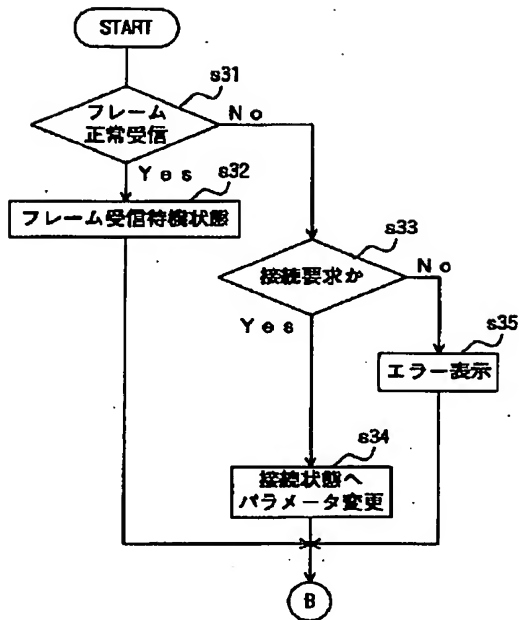 START
s31
フレーム
正常受信
No
Yes
s32
フレーム受信待機状態
s33
接続要求か
No
Yes
s35
エラー表示
s34
接続状態へ
パラメータ変更
B